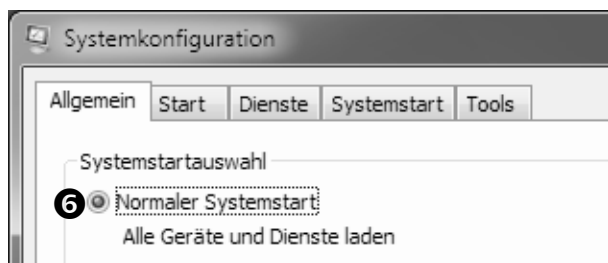 Systemkonfiguration
Allgemein Start Dienste Systemstart Tools
Systemstartauswahl
6 Normaler Systemstart
Alle Geräte und Dienste laden